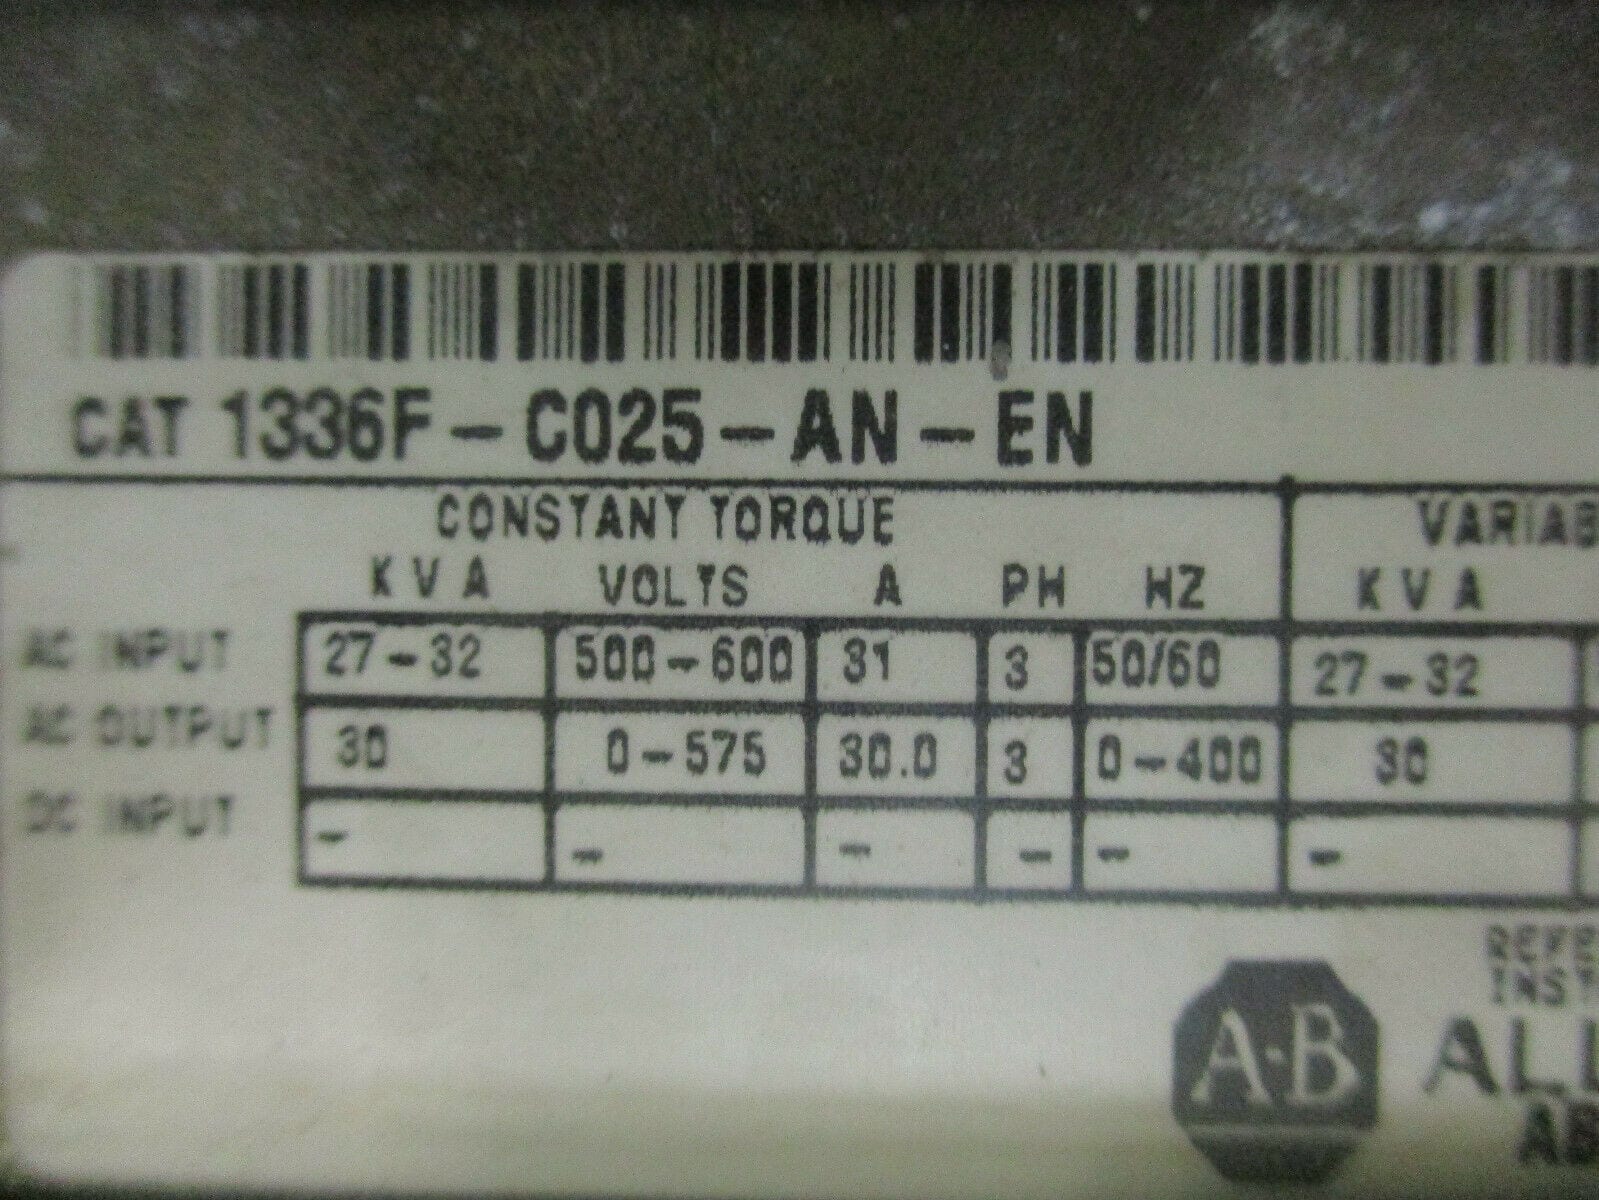 CAT 1336F-C025-AN-EN
CONSTANT TORQUE
KVA VOLTS A PH HZ KVA
AC INPUT 27-32 500-600 31 3 50/60 27-32
AC OUTPUT 30 0-575 30.0 3 0-400 30
DC INPUT - - - - - -
A-B